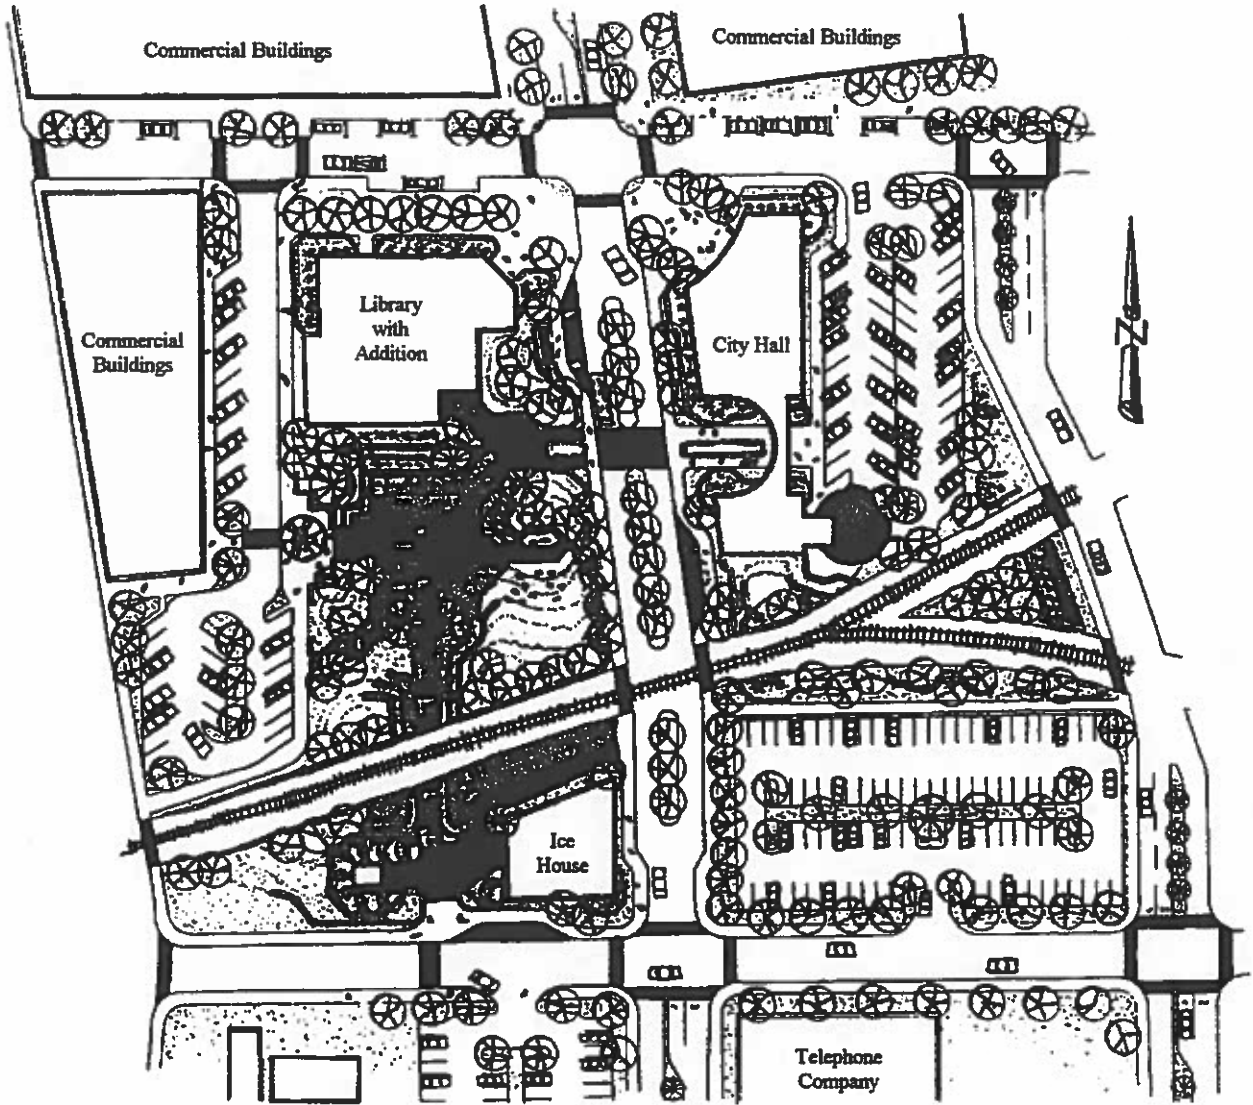 Commercial Buildings
Commercial Buildings
Library
with
Addition
Commercial
Buildings
City Hall
N
Ice
House
Telephone
Company